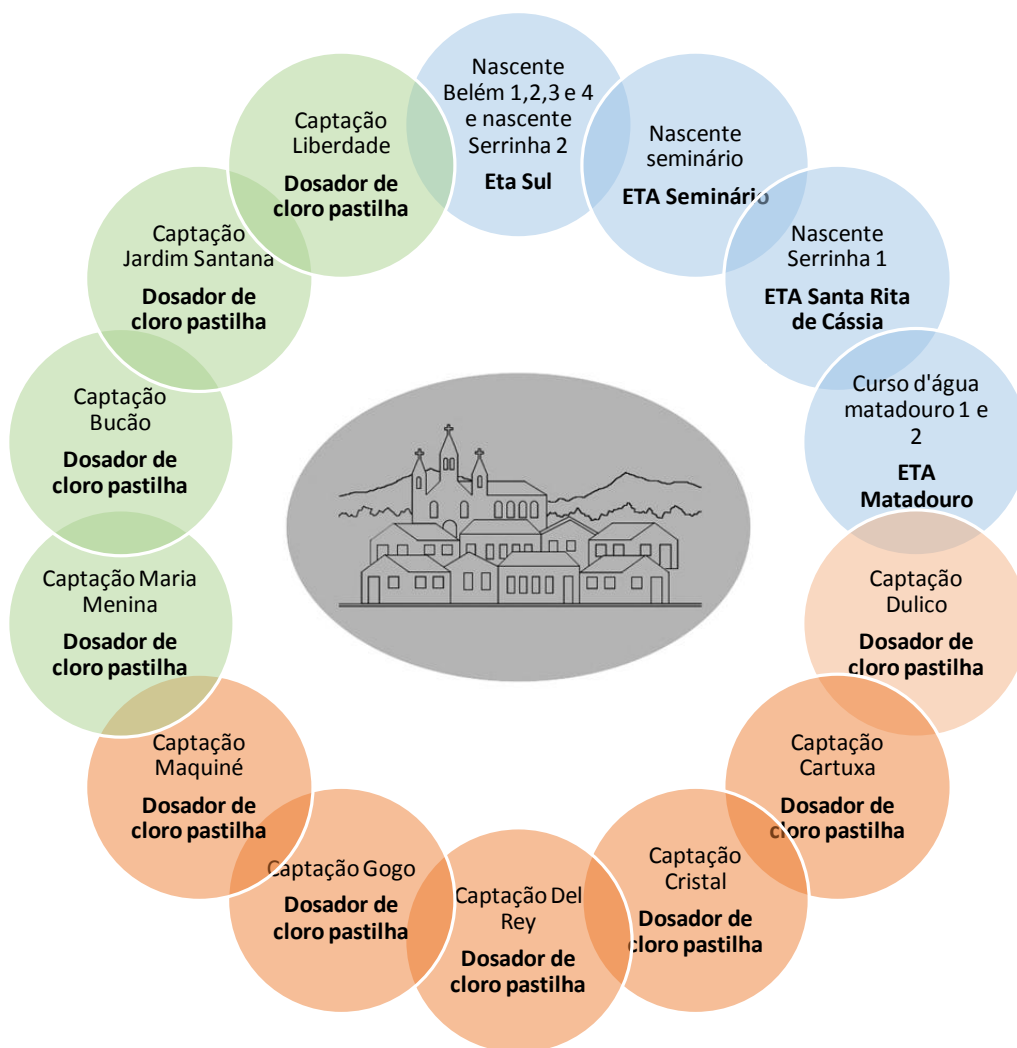 Nascente
Belém 1,2,3 e 4
e nascente
Serrinha 2
Eta Sul
Nascente
seminário
ETA Seminário
Nascente
Serrinha 1
ETA Santa Rita
de Cássia
Curso d'água
matadouro 1 e
2
ETA
Matadouro
Captação
Dulico
Dosador de
cloro pastilha
Captação
Cartuxa
Dosador de
cloro pastilha
Captação
Cristal
Dosador de
cloro pastilha
Captação Del
Rey
Dosador de
cloro pastilha
Captação Gogo
Dosador de
cloro pastilha
Captação
Maquiné
Dosador de
cloro pastilha
Captação Maria
Menina
Dosador de
cloro pastilha
Captação
Bucão
Dosador de
cloro pastilha
Captação
Jardim Santana
Dosador de
cloro pastilha
Captação
Liberdade
Dosador de
cloro pastilha